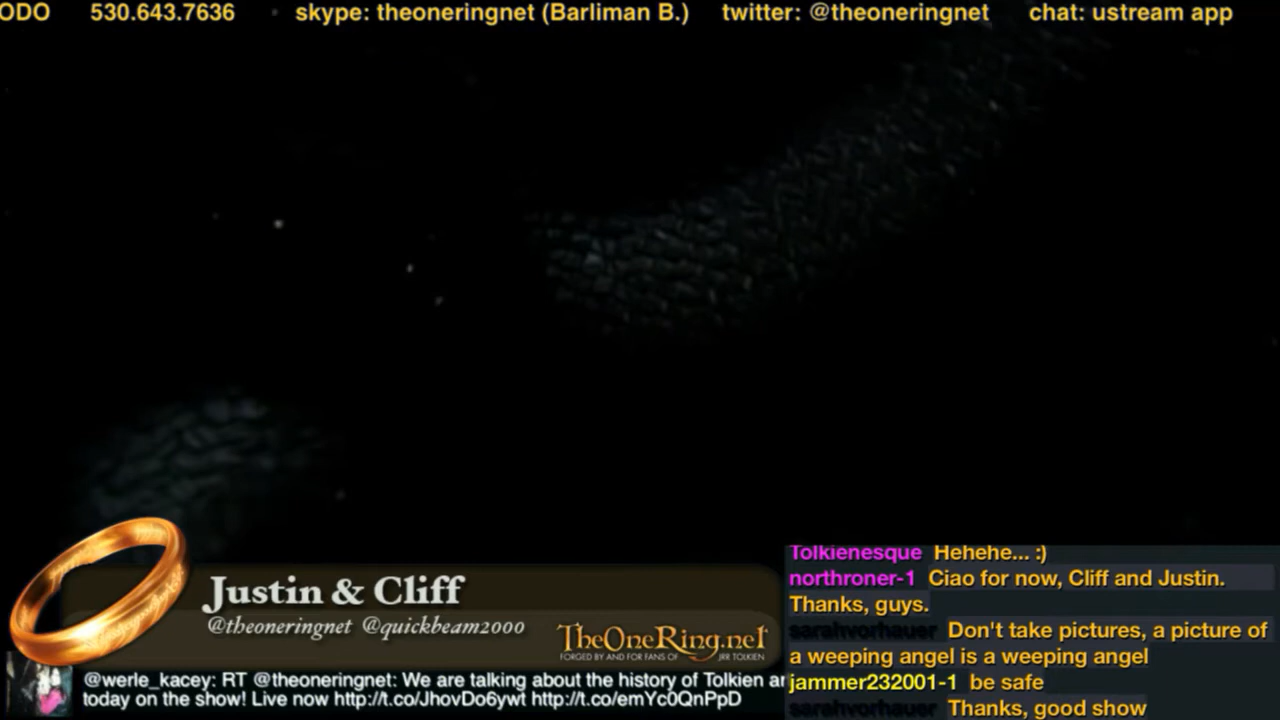 ODO 530.643.7636 · skype: theoneringnet (Barliman B.) twitter: @theoneringnet chat: ustream app
Justin & Cliff
@theoneringnet @quickbeam2000
TheOneRing.net
FORGED BY AND FOR FANS OF JRR TOLKIEN
@werle_kacey: RT @theoneringnet: We are talking about the history of Tolkien an
today on the show! Live now http://t.co/JhovDo6ywt http://t.co/emYc0QnPpD
Tolkienesque Hehehe... :)
northroner-1 Ciao for now, Cliff and Justin.
Thanks, guys.
sarahvorhauer Don't take pictures, a picture of
a weeping angel is a weeping angel
jammer232001-1 be safe
sarahvorhauer Thanks, good show